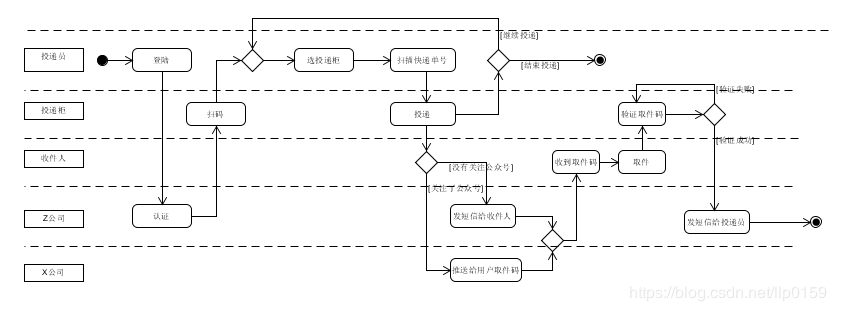 [继续投递]
投递员
登陆
选投递柜
扫描快递单号
[结束投递]
[验证失败]
投递柜
扫码
投递
验证取件码
[验证成功]
收件人
[没有关注公众号]
收到取件码
取件
[关注了公众号]
Z公司
认证
发短信给收件人
发短信给投递员
X公司
推送给用户取件码
https://blog.csdn.net/llp0159